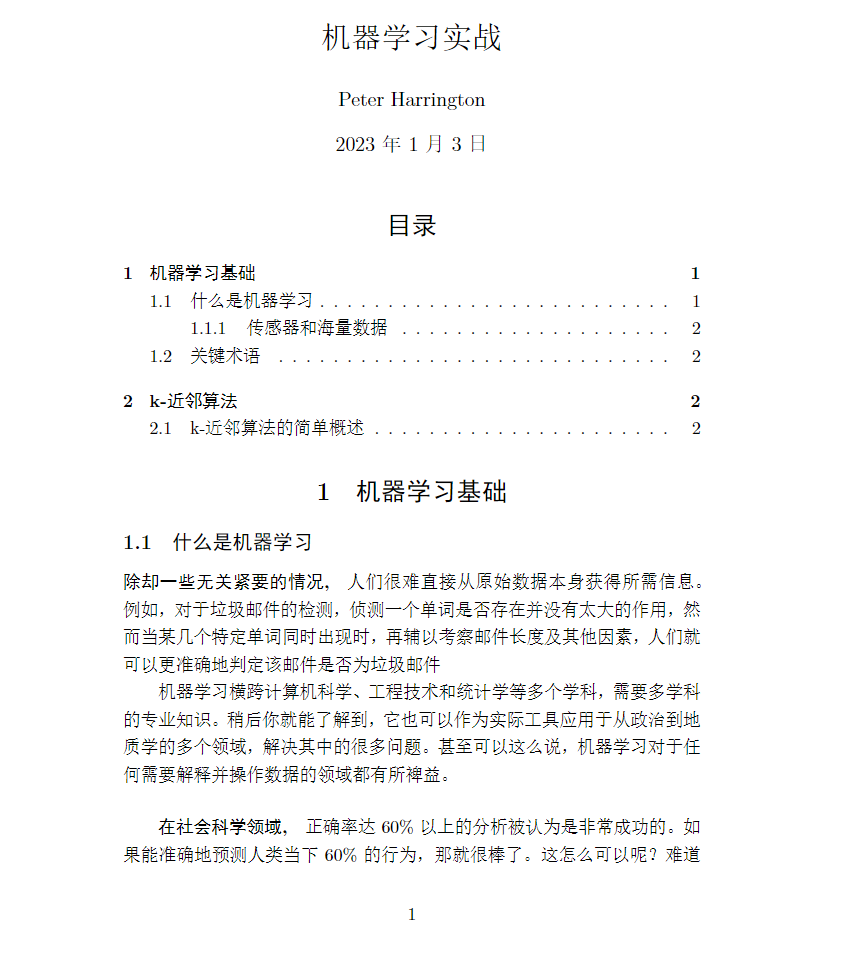 机器学习实战
Peter Harrington
2023 年 1 月 3 日
目录
1 机器学习基础 1
1.1 什么是机器学习 . . . . . . . . . . . . . . . . . . . . . . . . . . 1
1.1.1 传感器和海量数据 . . . . . . . . . . . . . . . . . . . . 2
1.2 关键术语 . . . . . . . . . . . . . . . . . . . . . . . . . . . . . 2
2 k-近邻算法 2
2.1 k-近邻算法的简单概述 . . . . . . . . . . . . . . . . . . . . . . 2
1 机器学习基础
1.1 什么是机器学习
除却一些无关紧要的情况, 人们很难直接从原始数据本身获得所需信息。
例如,对于垃圾邮件的检测,侦测一个单词是否存在并没有太大的作用,然
而当某几个特定单词同时出现时,再辅以考察邮件长度及其他因素,人们就
可以更准确地判定该邮件是否为垃圾邮件
机器学习横跨计算机科学、工程技术和统计学等多个学科,需要多学科
的专业知识。稍后你就能了解到,它也可以作为实际工具应用于从政治到地
质学的多个领域,解决其中的很多问题。甚至可以这么说,机器学习对于任
何需要解释并操作数据的领域都有所裨益。
在社会科学领域, 正确率达 60% 以上的分析被认为是非常成功的。如
果能准确地预测人类当下 60% 的行为,那就很棒了。这怎么可以呢?难道
1